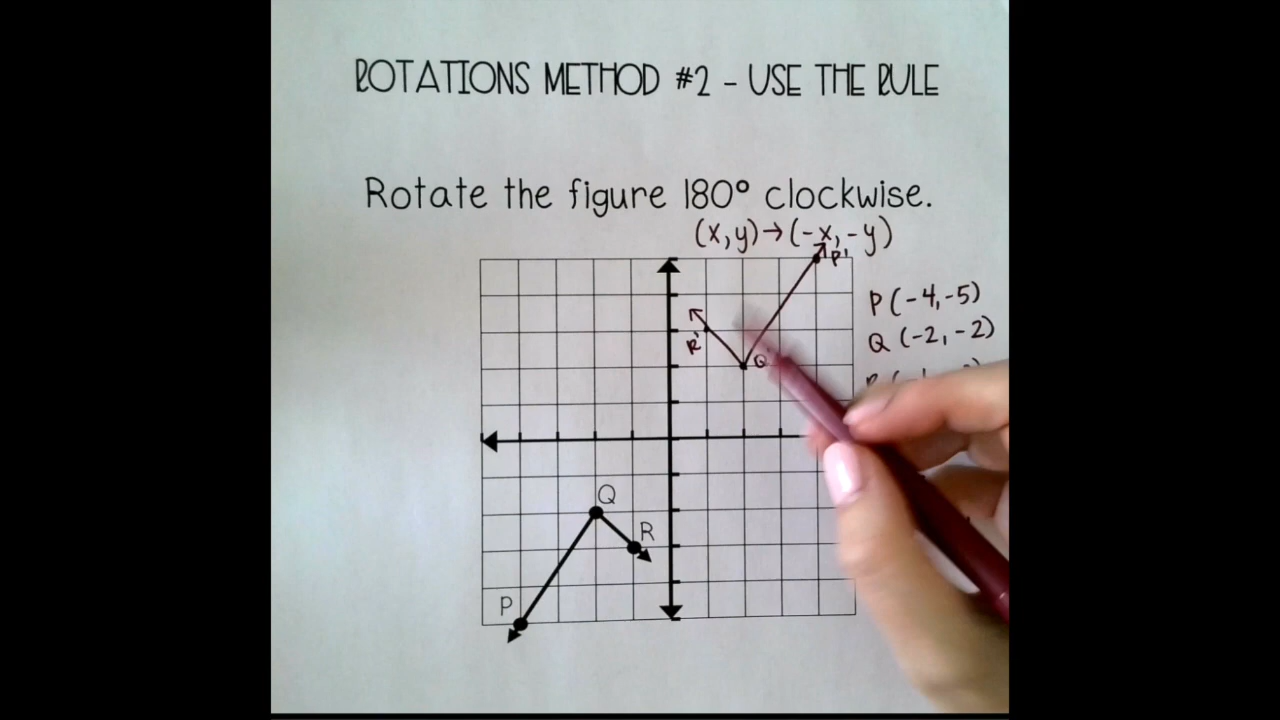 ROTATIONS METHOD #2 - USE THE RULE
Rotate the figure 180° clockwise.
(x,y)→(-x,-y)
P'
P(-4,-5)
R'
Q
Q(-2,-2)
Q
R
P